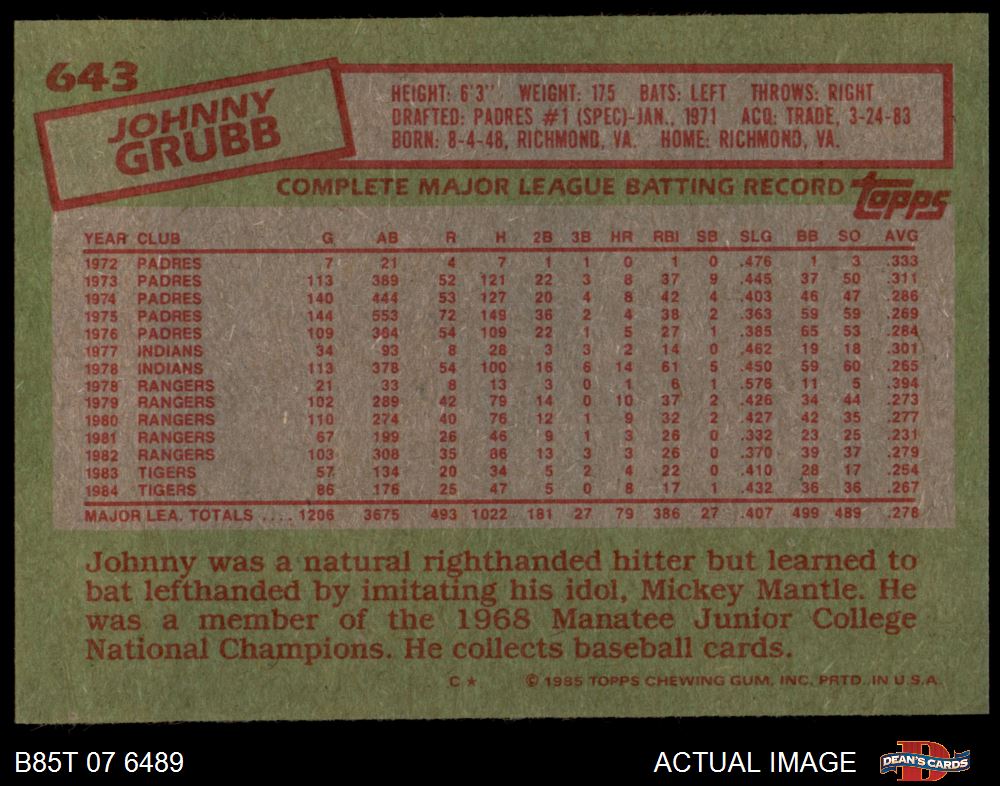 643
JOHNNY
GRUBB
HEIGHT: 6'3" WEIGHT: 175 BATS: LEFT THROWS: RIGHT
DRAFTED: PADRES #1 (SPEC)-JAN., 1971 ACQ: TRADE, 3-24-83
BORN: 8-4-48, RICHMOND, VA. HOME: RICHMOND, VA.
COMPLETE MAJOR LEAGUE BATTING RECORD
Topps
YEAR CLUB G AB R H 2B 3B HR RBI SB SLG BB SO AVG
1972 PADRES 7 21 4 7 1 1 0 1 0 .476 1 3 .333
1973 PADRES 113 389 52 121 22 3 8 37 9 .445 37 50 .311
1974 PADRES 140 444 53 127 20 4 8 42 4 .403 46 47 .286
1975 PADRES 144 553 72 149 36 2 4 38 2 .363 59 59 .269
1976 PADRES 109 384 54 109 22 1 5 27 1 .385 65 53 .284
1977 INDIANS 34 93 8 28 3 3 2 14 0 .462 19 18 .301
1978 INDIANS 113 378 54 100 16 6 14 61 5 .450 59 60 .265
1978 RANGERS 21 33 8 13 3 0 1 6 1 .576 11 5 .394
1979 RANGERS 102 289 42 79 14 0 10 37 2 .426 34 44 .273
1980 RANGERS 110 274 40 76 12 1 9 32 2 .427 42 35 .277
1981 RANGERS 67 199 26 46 9 1 3 26 0 .332 23 25 .231
1982 RANGERS 103 308 35 86 13 3 3 26 0 .370 39 37 .279
1983 TIGERS 57 134 20 34 5 2 4 22 0 .410 28 17 .254
1984 TIGERS 86 176 25 47 5 0 8 17 1 .432 36 36 .267
MAJOR LEA. TOTALS .... 1206 3675 493 1022 181 27 79 386 27 .407 499 489 .278
Johnny was a natural righthanded hitter but learned to
bat lefthanded by imitating his idol, Mickey Mantle. He
was a member of the 1968 Manatee Junior College
National Champions. He collects baseball cards.
C ★ © 1985 TOPPS CHEWING GUM, INC. PRTD. IN U.S.A.
B85T 07 6489
ACTUAL IMAGE
DEAN'S CARDS